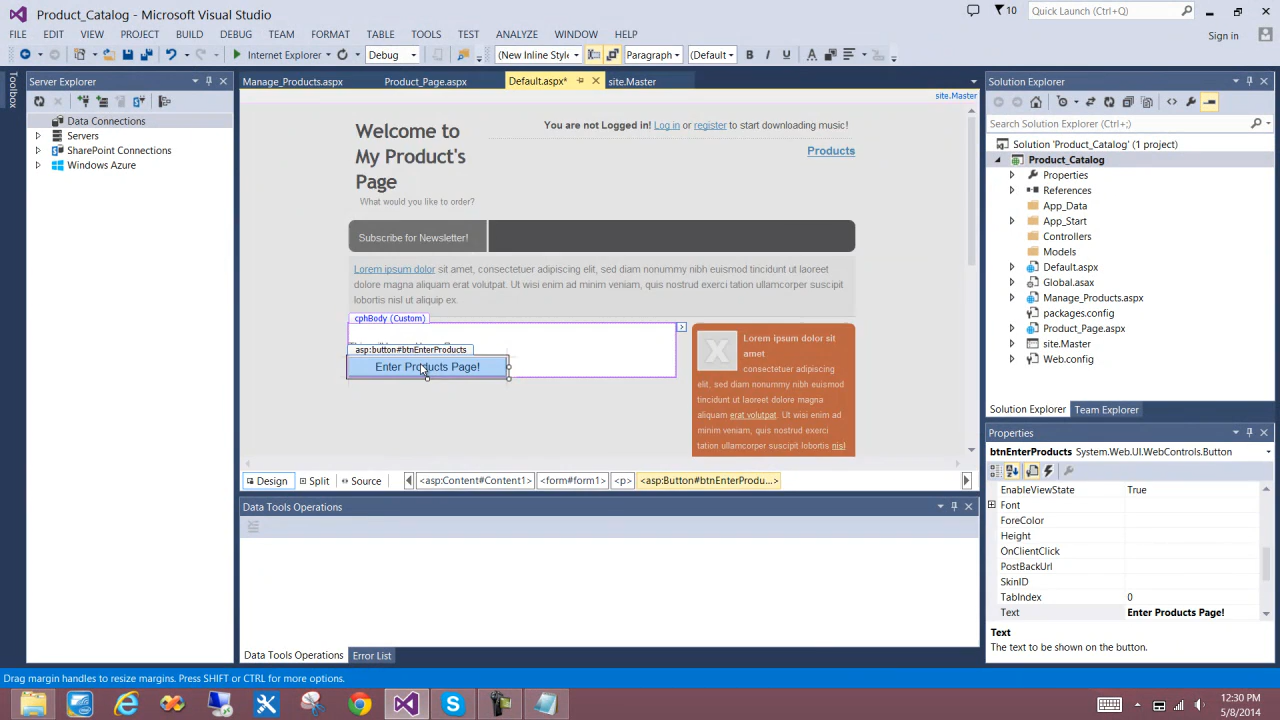 Product_Catalog - Microsoft Visual Studio
10
Quick Launch (Ctrl+;)
FILE EDIT VIEW PROJECT BUILD DEBUG TEAM FORMAT TABLE TOOLS TEST ANALYZE WINDOW HELP
Sign in
Internet Explorer
Debug
(New Inline Style
Paragraph
(Default
B I U A
Toolbox
Server Explorer
Data Connections
Servers
SharePoint Connections
Windows Azure
Manage_Products.aspx
Product_Page.aspx
Default.aspx*
site.Master
site.Master
Welcome to
My Product's
Page
What would you like to order?
You are not Logged in! Log in or register to start downloading music!
Products
Subscribe for Newsletter!
Lorem ipsum dolor sit amet, consectetuer adipiscing elit, sed diam nonummy nibh euismod tincidunt ut laoreet
dolore magna aliquam erat volutpat. Ut wisi enim ad minim veniam, quis nostrud exerci tation ullamcorper suscipit
lobortis nisl ut aliquip ex.
cphBody (Custom)
asp:button#btnEnterProducts
Enter Products Page!
Lorem ipsum dolor sit
amet
consectetuer adipiscing
elit, sed diam nonummy nibh euismod
tincidunt ut laoreet dolore magna
aliquam erat volutpat. Ut wisi enim ad
minim veniam, quis nostrud exerci
tation ullamcorper suscipit lobortis nisl
Design
Split
Source
<asp:Content#Content1>
<form#form1>
<p>
<asp:Button#btnEnterProdu...>
Data Tools Operations
Data Tools Operations
Error List
Solution Explorer
Search Solution Explorer (Ctrl+;)
Solution 'Product_Catalog' (1 project)
Product_Catalog
Properties
References
App_Data
App_Start
Controllers
Models
Default.aspx
Global.asax
Manage_Products.aspx
packages.config
Product_Page.aspx
site.Master
Web.config
Solution Explorer
Team Explorer
Properties
btnEnterProducts System.Web.UI.WebControls.Button
EnableViewState True
Font
ForeColor
Height
OnClientClick
PostBackUrl
SkinID
TabIndex 0
Text Enter Products Page!
Text
The text to be shown on the button.
Drag margin handles to resize margins. Press SHIFT or CTRL for more options.
12:30 PM
5/8/2014